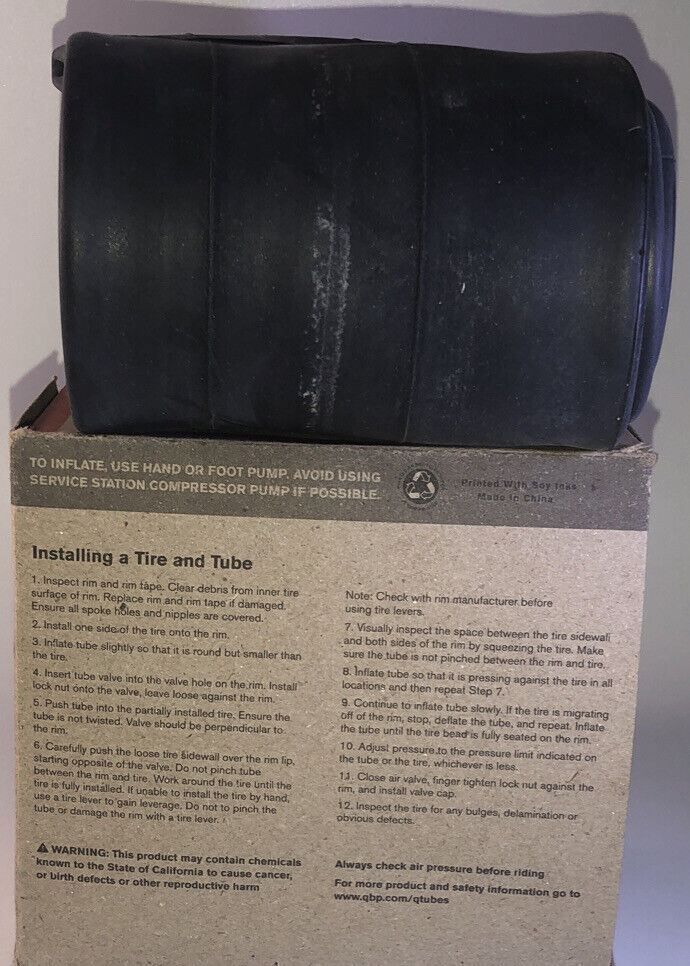 TO INFLATE, USE HAND OR FOOT PUMP. AVOID USING
SERVICE STATION COMPRESSOR PUMP IF POSSIBLE.
Printed With Soy Inks
Made In China
Installing a Tire and Tube
1. Inspect rim and rim tape. Clear debris from inner tire
surface of rim. Replace rim and rim tape if damaged.
Ensure all spoke holes and nipples are covered.
2. Install one side of the tire onto the rim.
3. Inflate tube slightly so that it is round but smaller than
the tire.
4. Insert tube valve into the valve hole on the rim. Install
lock nut onto the valve, leave loose against the rim.
5. Push tube into the partially installed tire. Ensure the
tube is not twisted. Valve should be perpendicular to
the rim.
6. Carefully push the loose tire sidewall over the rim lip,
starting opposite of the valve. Do not pinch tube
between the rim and tire. Work around the tire until the
tire is fully installed. If unable to install the tire by hand,
use a tire lever to gain leverage. Do not to pinch the
tube or damage the rim with a tire lever.
Note: Check with rim manufacturer before
using tire levers.
7. Visually inspect the space between the tire sidewall
and both sides of the rim by squeezing the tire. Make
sure the tube is not pinched between the rim and tire.
8. Inflate tube so that it is pressing against the tire in all
locations and then repeat Step 7.
9. Continue to inflate tube slowly. If the tire is migrating
off of the rim, stop, deflate the tube, and repeat. Inflate
the tube until the tire bead is fully seated on the rim.
10. Adjust pressure to the pressure limit indicated on
the tube or the tire, whichever is less.
11. Close air valve, finger tighten lock nut against the
rim, and install valve cap.
12. Inspect the tire for any bulges, delamination or
obvious defects.
⚠ WARNING: This product may contain chemicals
known to the State of California to cause cancer,
or birth defects or other reproductive harm
Always check air pressure before riding
For more product and safety information go to
www.qbp.com/qtubes